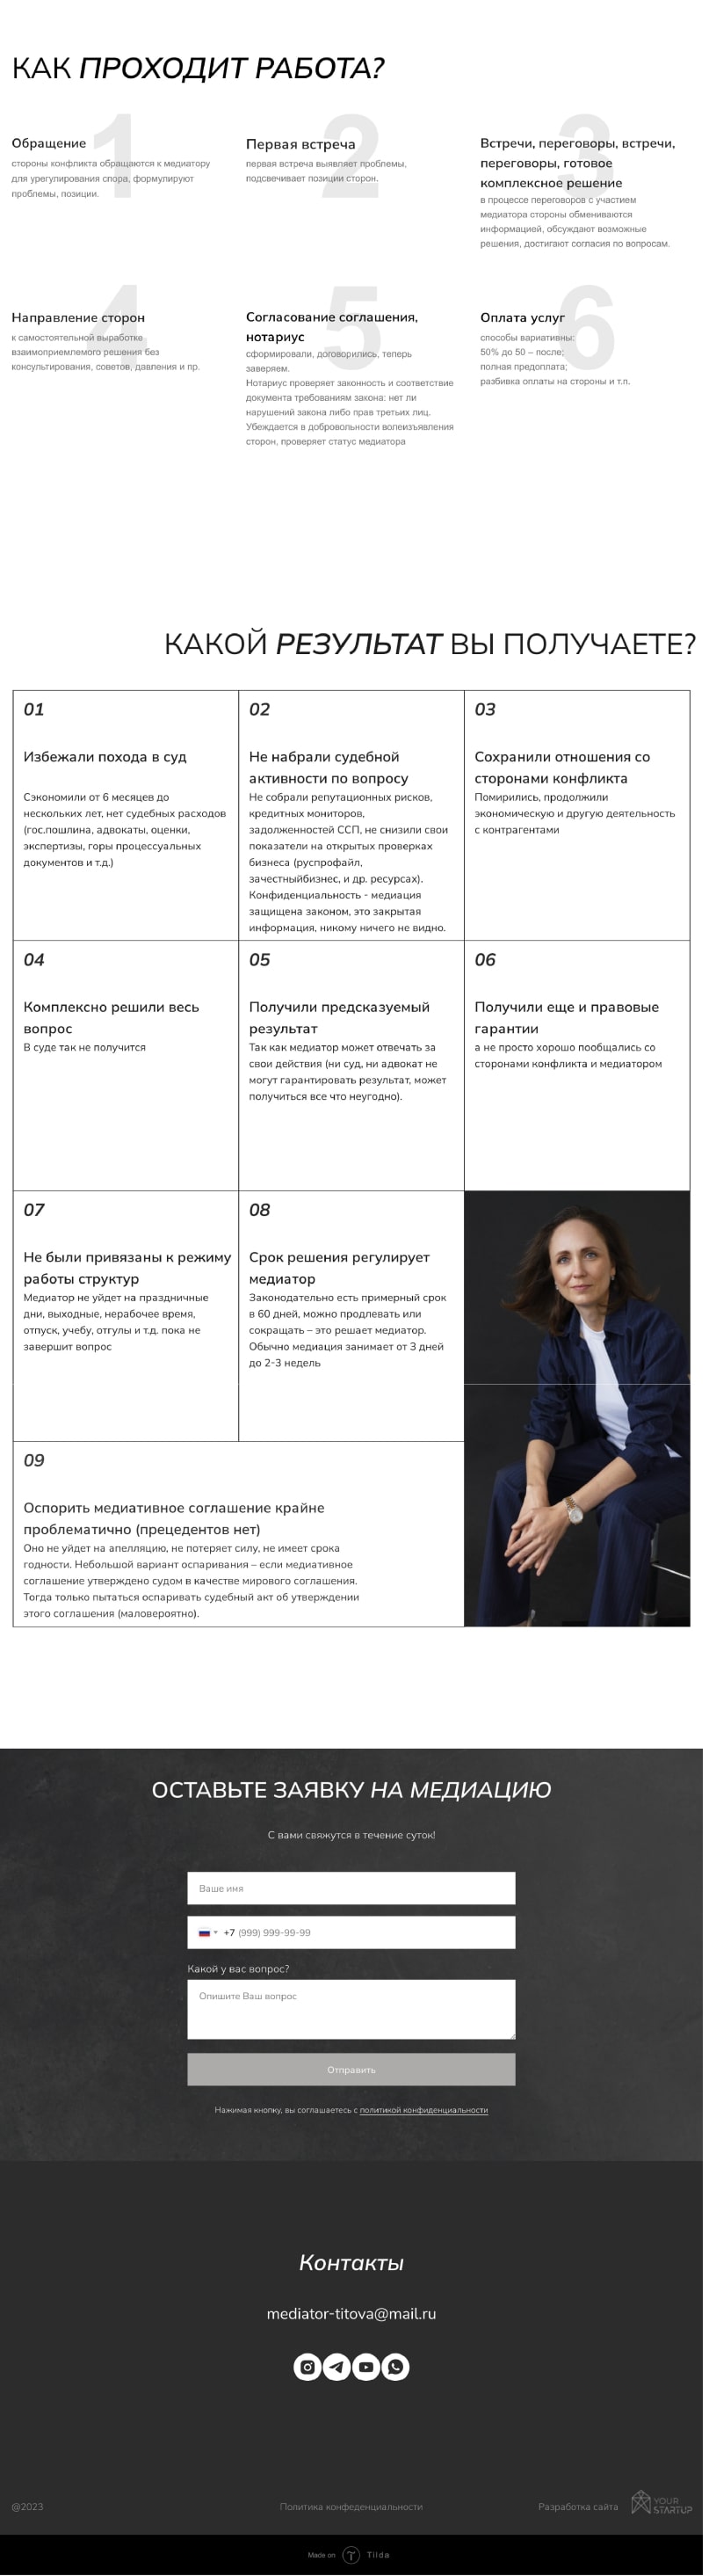 КАК ПРОХОДИТ РАБОТА?
1
Обращение
стороны конфликта обращаются к медиатору
для урегулирования спора, формулируют
проблемы, позиции.
2
Первая встреча
первая встреча выявляет проблемы,
подсвечивает позиции сторон.
3
Встречи, переговоры, встречи,
переговоры, готовое
комплексное решение
в процессе переговоров с участием
медиатора стороны обмениваются
информацией, обсуждают возможные
решения, достигают согласия по вопросам.
4
Направление сторон
к самостоятельной выработке
взаимоприемлемого решения без
консультирования, советов, давления и пр.
5
Согласование соглашения,
нотариус
сформировали, договорились, теперь
заверяем.
Нотариус проверяет законность и соответствие
документа требованиям закона: нет ли
нарушений закона либо прав третьих лиц.
Убеждается в добровольности волеизъявления
сторон, проверяет статус медиатора
6
Оплата услуг
способы вариативны:
50% до 50 – после;
полная предоплата;
разбивка оплаты на стороны и т.п.
КАКОЙ РЕЗУЛЬТАТ ВЫ ПОЛУЧАЕТЕ?
01
Избежали похода в суд
Сэкономили от 6 месяцев до
нескольких лет, нет судебных расходов
(гос.пошлина, адвокаты, оценки,
экспертизы, горы процессуальных
документов и т.д.)
02
Не набрали судебной
активности по вопросу
Не собрали репутационных рисков,
кредитных мониторов,
задолженностей ССП, не снизили свои
показатели на открытых проверках
бизнеса (руспрофайл,
зачестныйбизнес, и др. ресурсах).
Конфиденциальность - медиация
защищена законом, это закрытая
информация, никому ничего не видно.
03
Сохранили отношения со
сторонами конфликта
Помирились, продолжили
экономическую и другую деятельность
с контрагентами
04
Комплексно решили весь
вопрос
В суде так не получится
05
Получили предсказуемый
результат
Так как медиатор может отвечать за
свои действия (ни суд, ни адвокат не
могут гарантировать результат, может
получиться все что неугодно).
06
Получили еще и правовые
гарантии
а не просто хорошо пообщались со
сторонами конфликта и медиатором
07
Не были привязаны к режиму
работы структур
Медиатор не уйдет на праздничные
дни, выходные, нерабочее время,
отпуск, учебу, отгулы и т.д. пока не
завершит вопрос
08
Срок решения регулирует
медиатор
Законодательно есть примерный срок
в 60 дней, можно продлевать или
сокращать – это решает медиатор.
Обычно медиация занимает от 3 дней
до 2-3 недель
09
Оспорить медиативное соглашение крайне
проблематично (прецедентов нет)
Оно не уйдет на апелляцию, не потеряет силу, не имеет срока
годности. Небольшой вариант оспаривания – если медиативное
соглашение утверждено судом в качестве мирового соглашения.
Тогда только пытаться оспаривать судебный акт об утверждении
этого соглашения (маловероятно).
ОСТАВЬТЕ ЗАЯВКУ НА МЕДИАЦИЮ
С вами свяжутся в течение суток!
Ваше имя
+7 (999) 999-99-99
Какой у вас вопрос?
Опишите Ваш вопрос
Отправить
Нажимая кнопку, вы соглашаетесь с политикой конфиденциальности
Контакты
mediator-titova@mail.ru
@2023
Политика конфеденциальности
Разработка сайта
YOUR
STARTUP
Made on Tilda